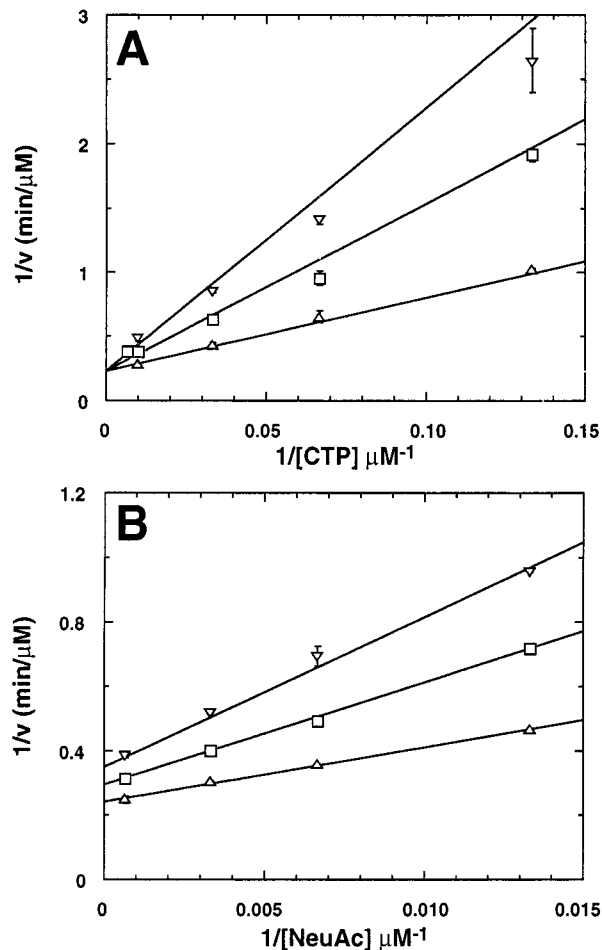 A
3
2
1
0
1/v (min/µM)
0 0.05 0.10 0.15
1/[CTP] µM-1
B
1.2
0.8
0.4
0
1/v (min/µM)
0 0.005 0.010 0.015
1/[NeuAc] µM-1